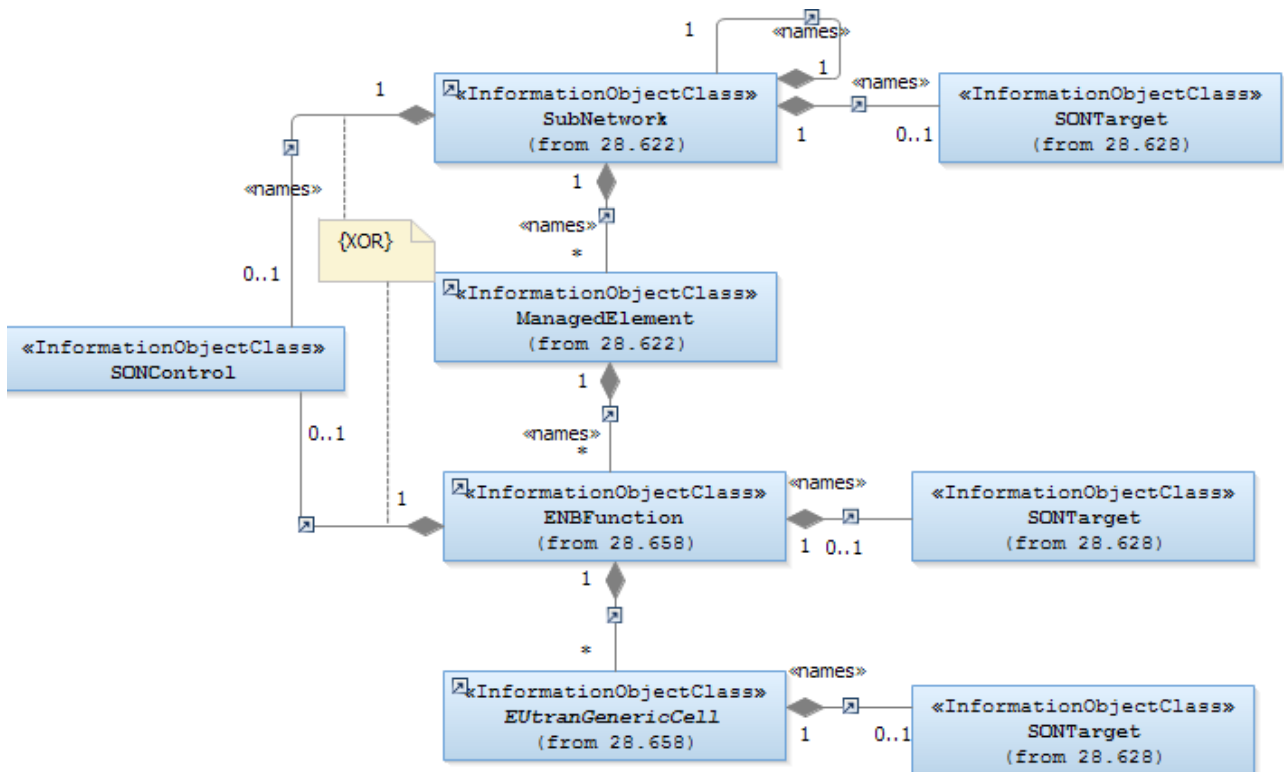 1
«names»
1
1
«InformationObjectClass»
SubNetwork
(from 28.622)
«names»
1
0..1
«InformationObjectClass»
SONTarget
(from 28.628)
«names»
1
«names»
*
{XOR}
0..1
«InformationObjectClass»
ManagedElement
(from 28.622)
«InformationObjectClass»
SONControl
1
0..1
«names»
*
1
«InformationObjectClass»
ENBFunction
(from 28.658)
«names»
1
0..1
«InformationObjectClass»
SONTarget
(from 28.628)
1
*
«InformationObjectClass»
EUtranGenericCell
(from 28.658)
«names»
1
0..1
«InformationObjectClass»
SONTarget
(from 28.628)